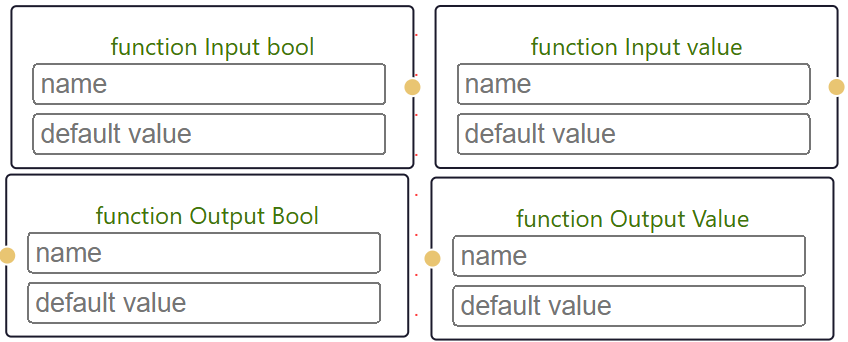 function Input bool
name
default value
function Input value
name
default value
function Output Bool
name
default value
function Output Value
name
default value